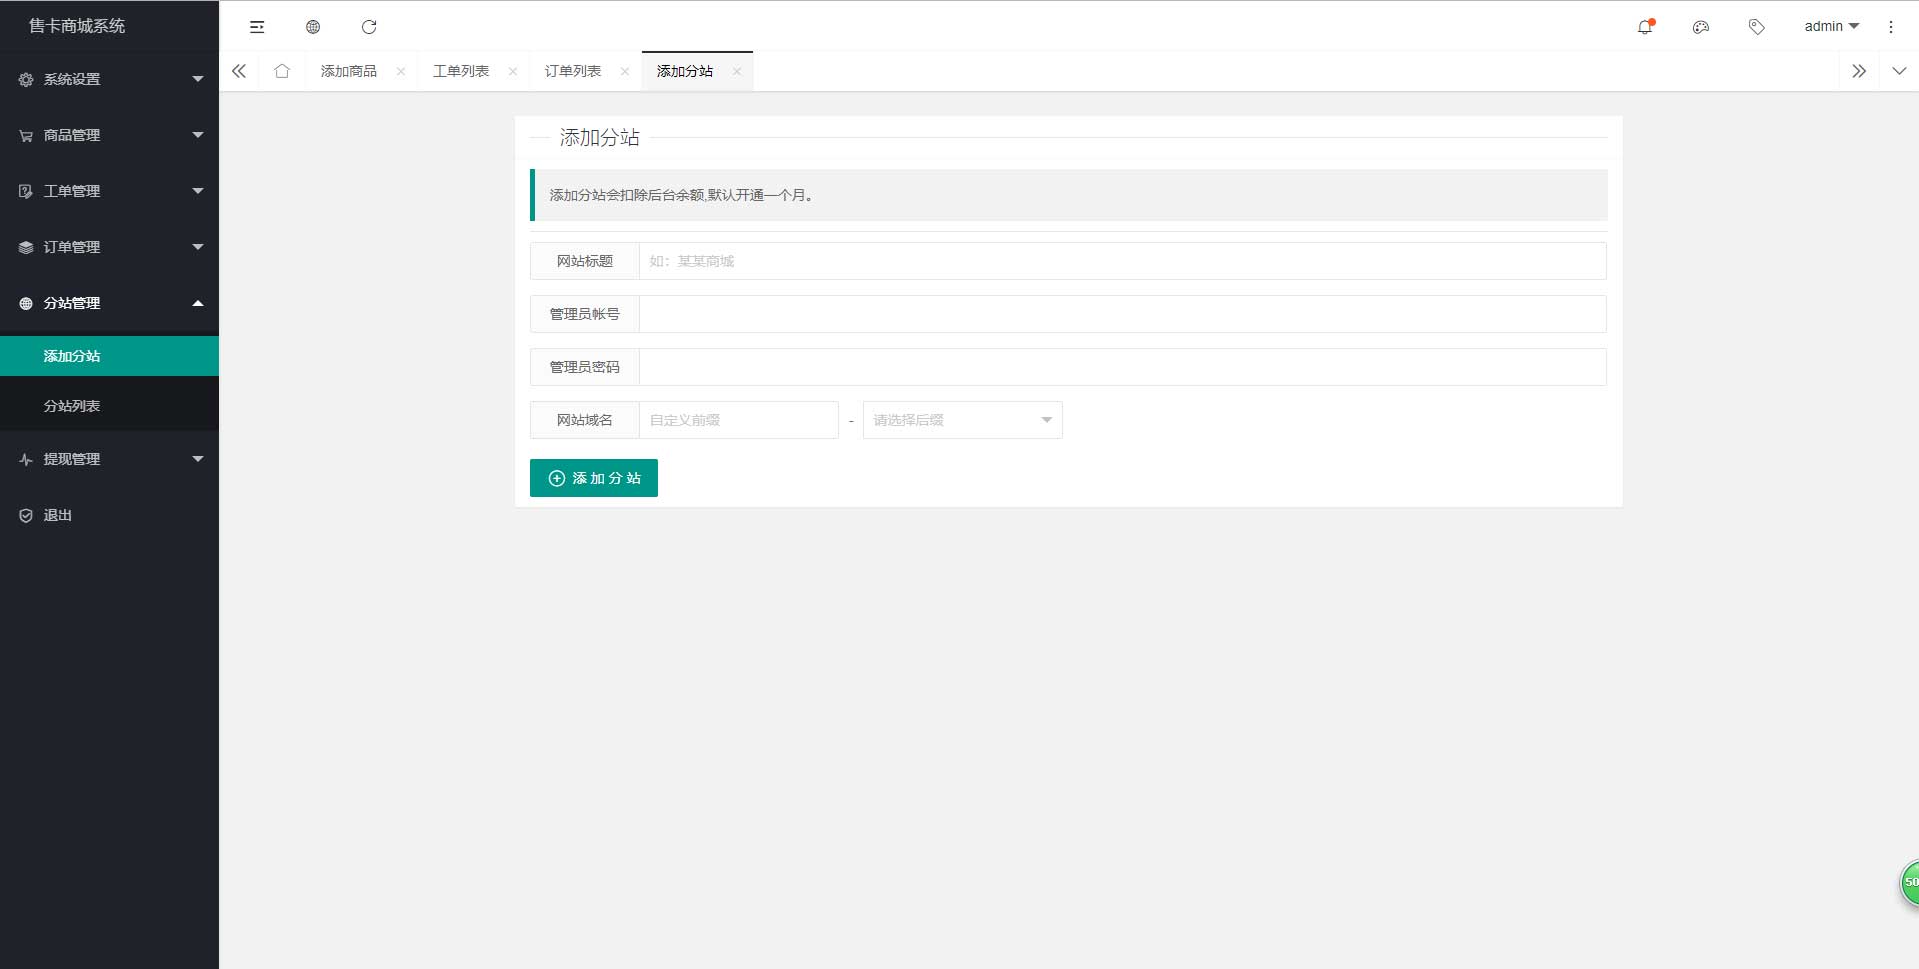 售卡商城系统
admin
系统设置
商品管理
工单管理
订单管理
分站管理
添加分站
分站列表
提现管理
退出
添加商品
工单列表
订单列表
添加分站
添加分站
添加分站会扣除后台余额,默认开通一个月。
网站标题 如：某某商城
管理员帐号
管理员密码
网站域名 自定义前缀 - 请选择后缀
添 加 分 站
50